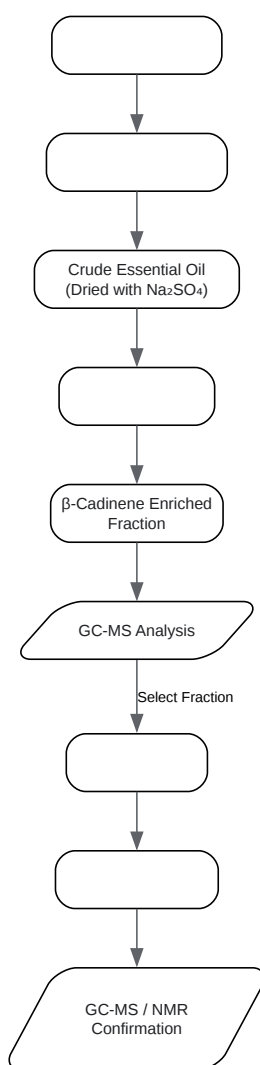 Crude Essential Oil
(Dried with Na₂SO₄)
β-Cadinene Enriched
Fraction
GC-MS Analysis
Select Fraction
GC-MS / NMR
Confirmation